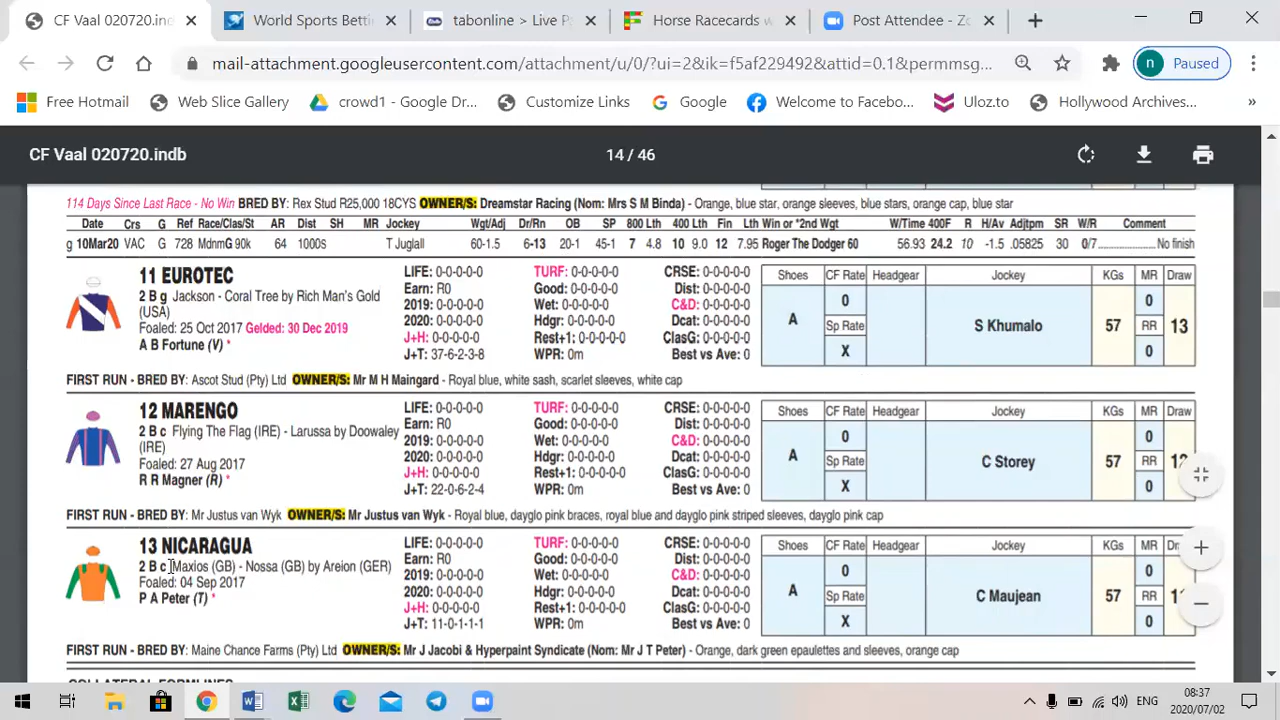 CF Vaal 020720.ind
World Sports Bett
tabonline > Live P
Horse Racecards w
Post Attendee - Zo
mail-attachment.googleusercontent.com/attachment/u/0/?ui=2&ik=f5af229492&attid=0.1&permmsg...
n Paused
Free Hotmail Web Slice Gallery crowd1 - Google Dr... Customize Links Google Welcome to Facebo... Uloz.to Hollywood Archives... »
CF Vaal 020720.indb 14 / 46
114 Days Since Last Race - No Win BRED BY: Rex Stud R25,000 18CYS OWNER/S: Dreamstar Racing (Nom: Mrs S M Binda) - Orange, blue star, orange sleeves, blue stars, orange cap, blue star
Date Crs G Ref Race/Clas/St AR Dist SH MR Jockey Wgt/Adj Dr/Rn OB SP 800 Lth 400 Lth Fin Lth Win or *2nd Wgt W/Time 400F R H/Av Adjtpm SR W/R Comment
g 10Mar20 VAC G 728 MdnmG 90k 64 1000S T Juglall 60-1.5 6-13 20-1 45-1 7 4.8 10 9.0 12 7.95 Roger The Dodger 60 56.93 24.2 10 -1.5 .05825 30 0/7 ............................ No finish
11 EUROTEC
2 B g Jackson - Coral Tree by Rich Man's Gold
(USA)
Foaled: 25 Oct 2017 Gelded: 30 Dec 2019
A B Fortune (V) *
LIFE: 0-0-0-0-0 TURF: 0-0-0-0-0 CRSE: 0-0-0-0-0
Earn: R0 Good: 0-0-0-0-0 Dist: 0-0-0-0-0
2019: 0-0-0-0-0 Wet: 0-0-0-0-0 C&D: 0-0-0-0-0
2020: 0-0-0-0-0 Hdgr: 0-0-0-0-0 Dcat: 0-0-0-0-0
J+H: 0-0-0-0-0 Rest+1: 0-0-0-0-0 ClasG: 0-0-0-0-0
J+T: 37-6-2-3-8 WPR: 0m Best vs Ave: 0
Shoes CF Rate Headgear Jockey KGs MR Draw
0 0
A Sp Rate S Khumalo 57 RR 13
X 0
FIRST RUN - BRED BY: Ascot Stud (Pty) Ltd OWNER/S: Mr M H Maingard - Royal blue, white sash, scarlet sleeves, white cap
12 MARENGO
2 B c Flying The Flag (IRE) - Larussa by Doowaley
(IRE)
Foaled: 27 Aug 2017
R R Magner (R) *
LIFE: 0-0-0-0-0 TURF: 0-0-0-0-0 CRSE: 0-0-0-0-0
Earn: R0 Good: 0-0-0-0-0 Dist: 0-0-0-0-0
2019: 0-0-0-0-0 Wet: 0-0-0-0-0 C&D: 0-0-0-0-0
2020: 0-0-0-0-0 Hdgr: 0-0-0-0-0 Dcat: 0-0-0-0-0
J+H: 0-0-0-0-0 Rest+1: 0-0-0-0-0 ClasG: 0-0-0-0-0
J+T: 22-0-6-2-4 WPR: 0m Best vs Ave: 0
Shoes CF Rate Headgear Jockey KGs MR Draw
0 0
A Sp Rate C Storey 57 RR
X 0
FIRST RUN - BRED BY: Mr Justus van Wyk OWNER/S: Mr Justus van Wyk - Royal blue, dayglo pink braces, royal blue and dayglo pink striped sleeves, dayglo pink cap
13 NICARAGUA
2 B c Maxios (GB) - Nossa (GB) by Areion (GER)
Foaled: 04 Sep 2017
P A Peter (T) *
LIFE: 0-0-0-0-0 TURF: 0-0-0-0-0 CRSE: 0-0-0-0-0
Earn: R0 Good: 0-0-0-0-0 Dist: 0-0-0-0-0
2019: 0-0-0-0-0 Wet: 0-0-0-0-0 C&D: 0-0-0-0-0
2020: 0-0-0-0-0 Hdgr: 0-0-0-0-0 Dcat: 0-0-0-0-0
J+H: 0-0-0-0-0 Rest+1: 0-0-0-0-0 ClasG: 0-0-0-0-0
J+T: 11-0-1-1-1 WPR: 0m Best vs Ave: 0
Shoes CF Rate Headgear Jockey KGs MR
0 0
A Sp Rate C Maujean 57 RR
X 0
FIRST RUN - BRED BY: Maine Chance Farms (Pty) Ltd OWNER/S: Mr J Jacobi & Hyperpaint Syndicate (Nom: Mr J T Peter) - Orange, dark green epaulettes and sleeves, orange cap
COLLATERAL FORMLINES
ENG 08:37
2020/07/02